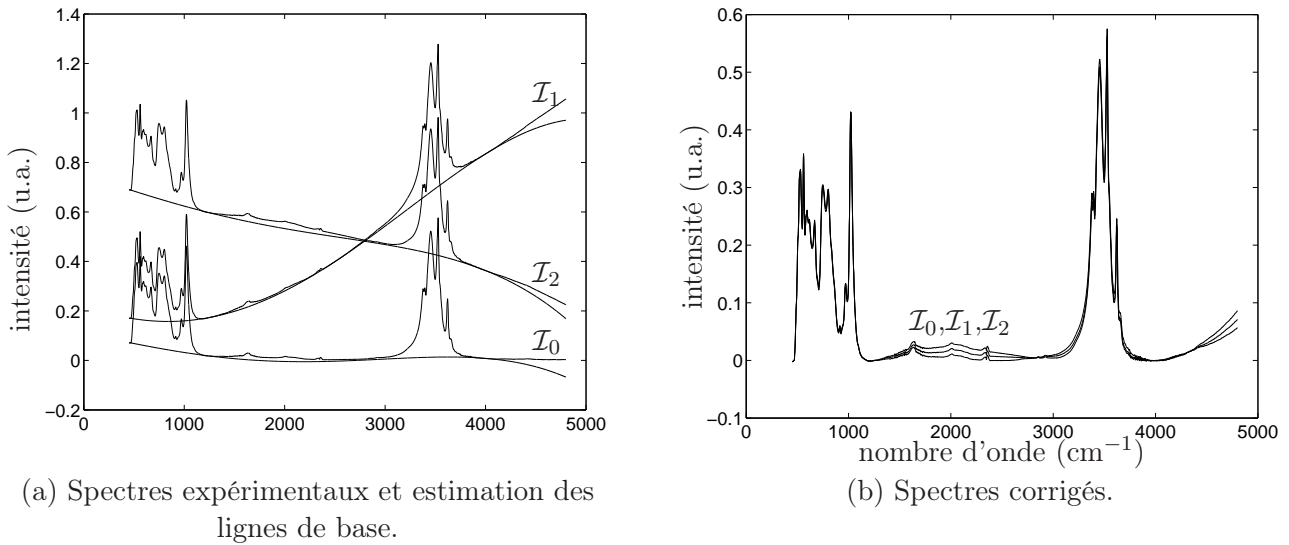 1.4
1.2
1
0.8
0.6
0.4
0.2
0
−0.2
0 1000 2000 3000 4000 5000
intensité (u.a.)
I1
I2
I0
(a) Spectres expérimentaux et estimation des
lignes de base.
0.6
0.5
0.4
0.3
0.2
0.1
0
−0.1
0 1000 2000 3000 4000 5000
intensité (u.a.)
I0,I1,I2
nombre d'onde (cm−1)
(b) Spectres corrigés.